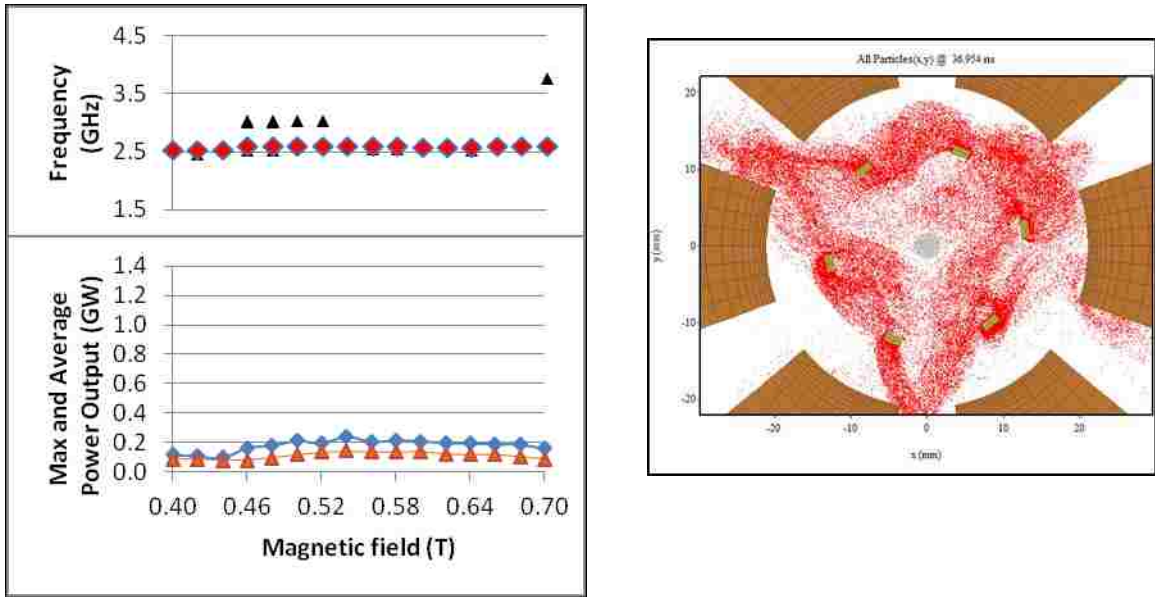 4.5
3.5
2.5
1.5
Frequency
(GHz)
1.4
1.2
1.0
0.8
0.6
0.4
0.2
0.0
Max and Average
Power Output (GW)
0.40 0.46 0.52 0.58 0.64 0.70
Magnetic field (T)
All Particles(x,y) @ 36.954 ns
20
10
0
-10
-20
y (mm)
-20 -10 0 10 20
x (mm)